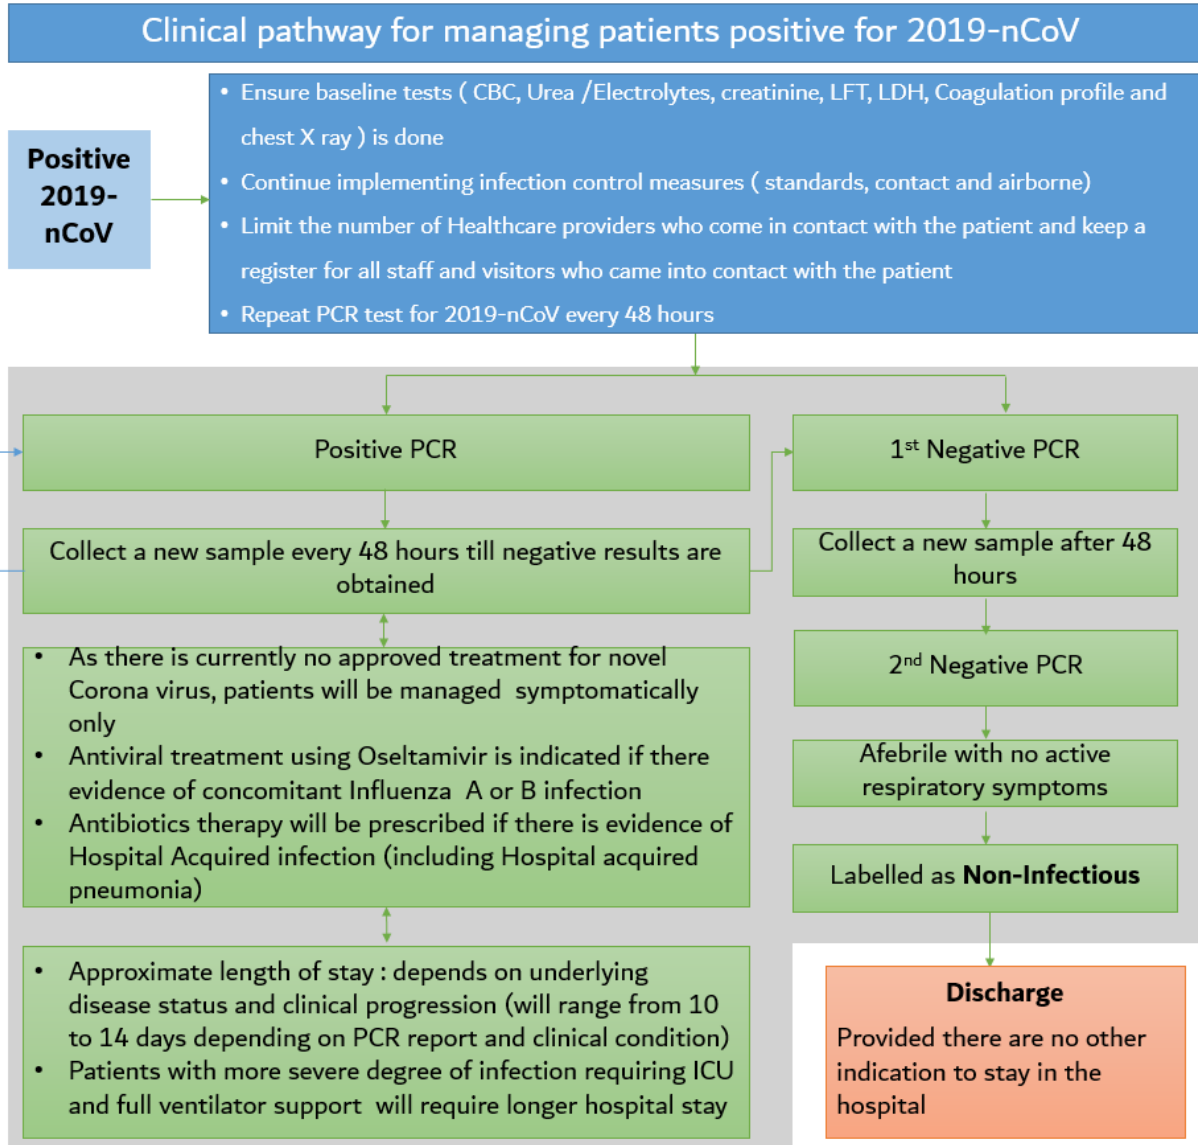 Clinical pathway for managing patients positive for 2019-nCoV
Positive
2019-
nCoV
• Ensure baseline tests ( CBC, Urea /Electrolytes, creatinine, LFT, LDH, Coagulation profile and
chest X ray ) is done
• Continue implementing infection control measures ( standards, contact and airborne)
• Limit the number of Healthcare providers who come in contact with the patient and keep a
register for all staff and visitors who came into contact with the patient
• Repeat PCR test for 2019-nCoV every 48 hours
Positive PCR
Collect a new sample every 48 hours till negative results are
obtained
• As there is currently no approved treatment for novel
Corona virus, patients will be managed symptomatically
only
• Antiviral treatment using Oseltamivir is indicated if there
evidence of concomitant Influenza A or B infection
• Antibiotics therapy will be prescribed if there is evidence of
Hospital Acquired infection (including Hospital acquired
pneumonia)
• Approximate length of stay : depends on underlying
disease status and clinical progression (will range from 10
to 14 days depending on PCR report and clinical condition)
• Patients with more severe degree of infection requiring ICU
and full ventilator support will require longer hospital stay
1st Negative PCR
Collect a new sample after 48
hours
2nd Negative PCR
Afebrile with no active
respiratory symptoms
Labelled as Non-Infectious
Discharge
Provided there are no other
indication to stay in the
hospital